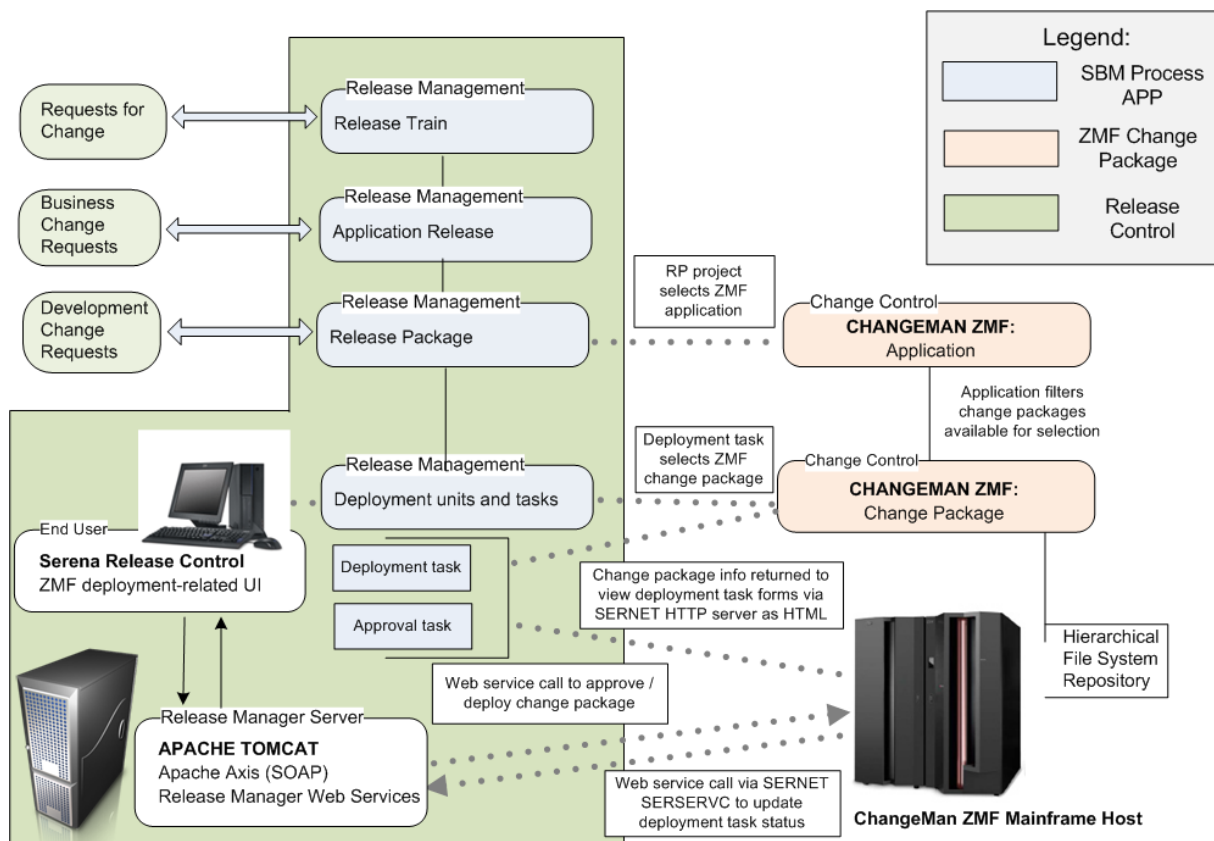 Legend:
SBM Process
APP
ZMF Change
Package
Release
Control
Requests for
Change
Release Management
Release Train
Business
Change
Requests
Release Management
Application Release
Development
Change
Requests
Release Management
Release Package
RP project
selects ZMF
application
Change Control
CHANGEMAN ZMF:
Application
Application filters
change packages
available for selection
Release Management
Deployment units and tasks
Deployment task
selects ZMF
change package
Change Control
CHANGEMAN ZMF:
Change Package
End User
Serena Release Control
ZMF deployment-related UI
Deployment task
Approval task
Change package info returned to
view deployment task forms via
SERNET HTTP server as HTML
Hierarchical
File System
Repository
Web service call to approve /
deploy change package
Release Manager Server
APACHE TOMCAT
Apache Axis (SOAP)
Release Manager Web Services
Web service call via SERNET
SERSERVC to update
deployment task status
ChangeMan ZMF Mainframe Host